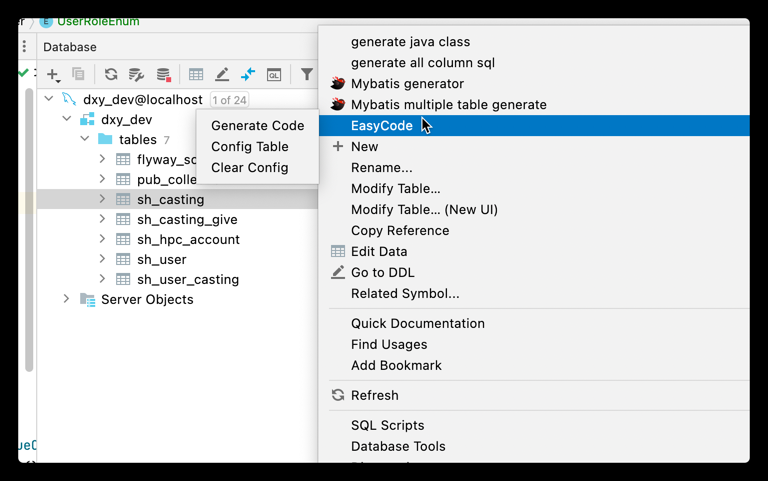 UserRoleEnum
Database
GL
dxy_dev@localhost 1 of 24
dxy_dev
tables 7
pub_colle
sh_casting
sh_casting_give
sh_hpc_account
sh_user
sh_user_casting
Server Objects
Generate Code
Config Table
Clear Config
generate java class
generate all column sql
Mybatis generator
Mybatis multiple table generate
EasyCode
New
Rename...
Modify Table...
Modify Table... (New UI)
Copy Reference
Edit Data
Go to DDL
Related Symbol...
Quick Documentation
Find Usages
Add Bookmark
Refresh
SQL Scripts
Database Tools